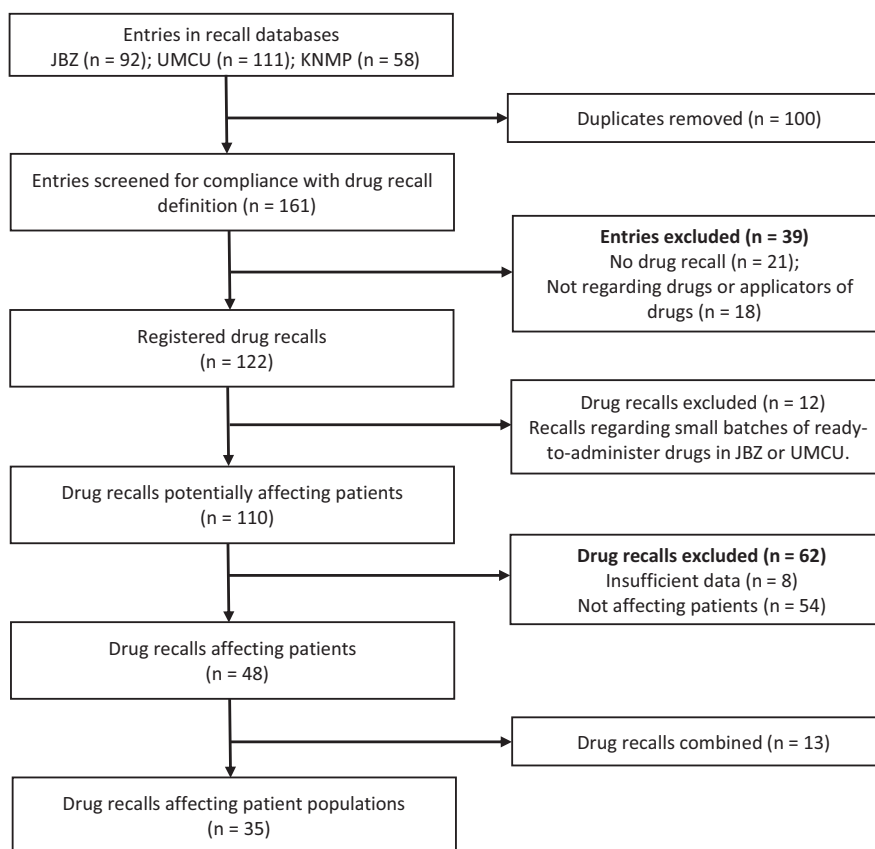 Entries in recall databases
JBZ (n = 92); UMCU (n = 111); KNMP (n = 58)
Duplicates removed (n = 100)
Entries screened for compliance with drug recall
definition (n = 161)
Entries excluded (n = 39)
No drug recall (n = 21);
Not regarding drugs or applicators of
drugs (n = 18)
Registered drug recalls
(n = 122)
Drug recalls excluded (n = 12)
Recalls regarding small batches of ready-
to-administer drugs in JBZ or UMCU.
Drug recalls potentially affecting patients
(n = 110)
Drug recalls excluded (n = 62)
Insufficient data (n = 8)
Not affecting patients (n = 54)
Drug recalls affecting patients
(n = 48)
Drug recalls combined (n = 13)
Drug recalls affecting patient populations
(n = 35)